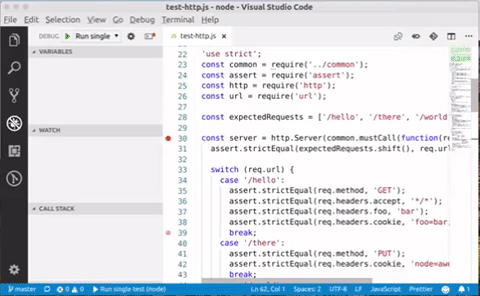 test-http.js - node - Visual Studio Code
File Edit Selection View Go Debug Terminal Help
DEBUG Run single test-http.js ×
VARIABLES
WATCH
CALL STACK
22 'use strict';
23 const common = require('../common');
24 const assert = require('assert');
25 const http = require('http');
26 const url = require('url');
27
28 const expectedRequests = ['/hello', '/there', '/world
29
30 const server = http.Server(common.mustCall(function(re
31 assert.strictEqual(expectedRequests.shift(), req.url
32
33 switch (req.url) {
34 case '/hello':
35 assert.strictEqual(req.method, 'GET');
36 assert.strictEqual(req.headers.accept, '*/*');
37 assert.strictEqual(req.headers.foo, 'bar');
38 assert.strictEqual(req.headers.cookie, 'foo=bar;
39 break;
40 case '/there':
41 assert.strictEqual(req.method, 'PUT');
42 assert.strictEqual(req.headers.cookie, 'node=awe
43 break;
master 0 0 Run single test (node) Ln 62, Col 1 Spaces: 2 UTF-8 LF JavaScript Prettier